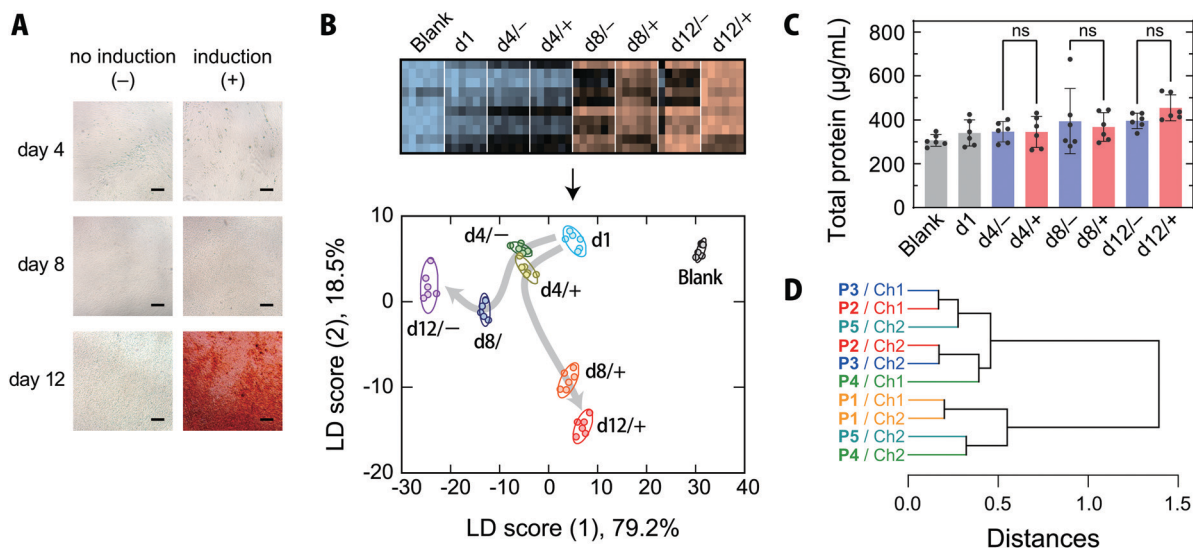 A
no induction
(–)
induction
(+)
day 4
day 8
day 12
B
Blank
d1
d4/–
d4/+
d8/–
d8/+
d12/–
d12/+
LD score (2), 18.5%
10
0
-10
-20
d4/–
d1
Blank
d4/+
d12/–
d8/
d8/+
d12/+
-30 -20 -10 0 10 20 30 40
LD score (1), 79.2%
C
Total protein (µg/mL)
800
600
400
200
0
ns
ns
ns
Blank
d1
d4/–
d4/+
d8/–
d8/+
d12/–
d12/+
D
P3 / Ch1
P2 / Ch1
P5 / Ch2
P2 / Ch2
P3 / Ch2
P4 / Ch1
P1 / Ch1
P1 / Ch2
P5 / Ch2
P4 / Ch2
0.0 0.5 1.0 1.5
Distances